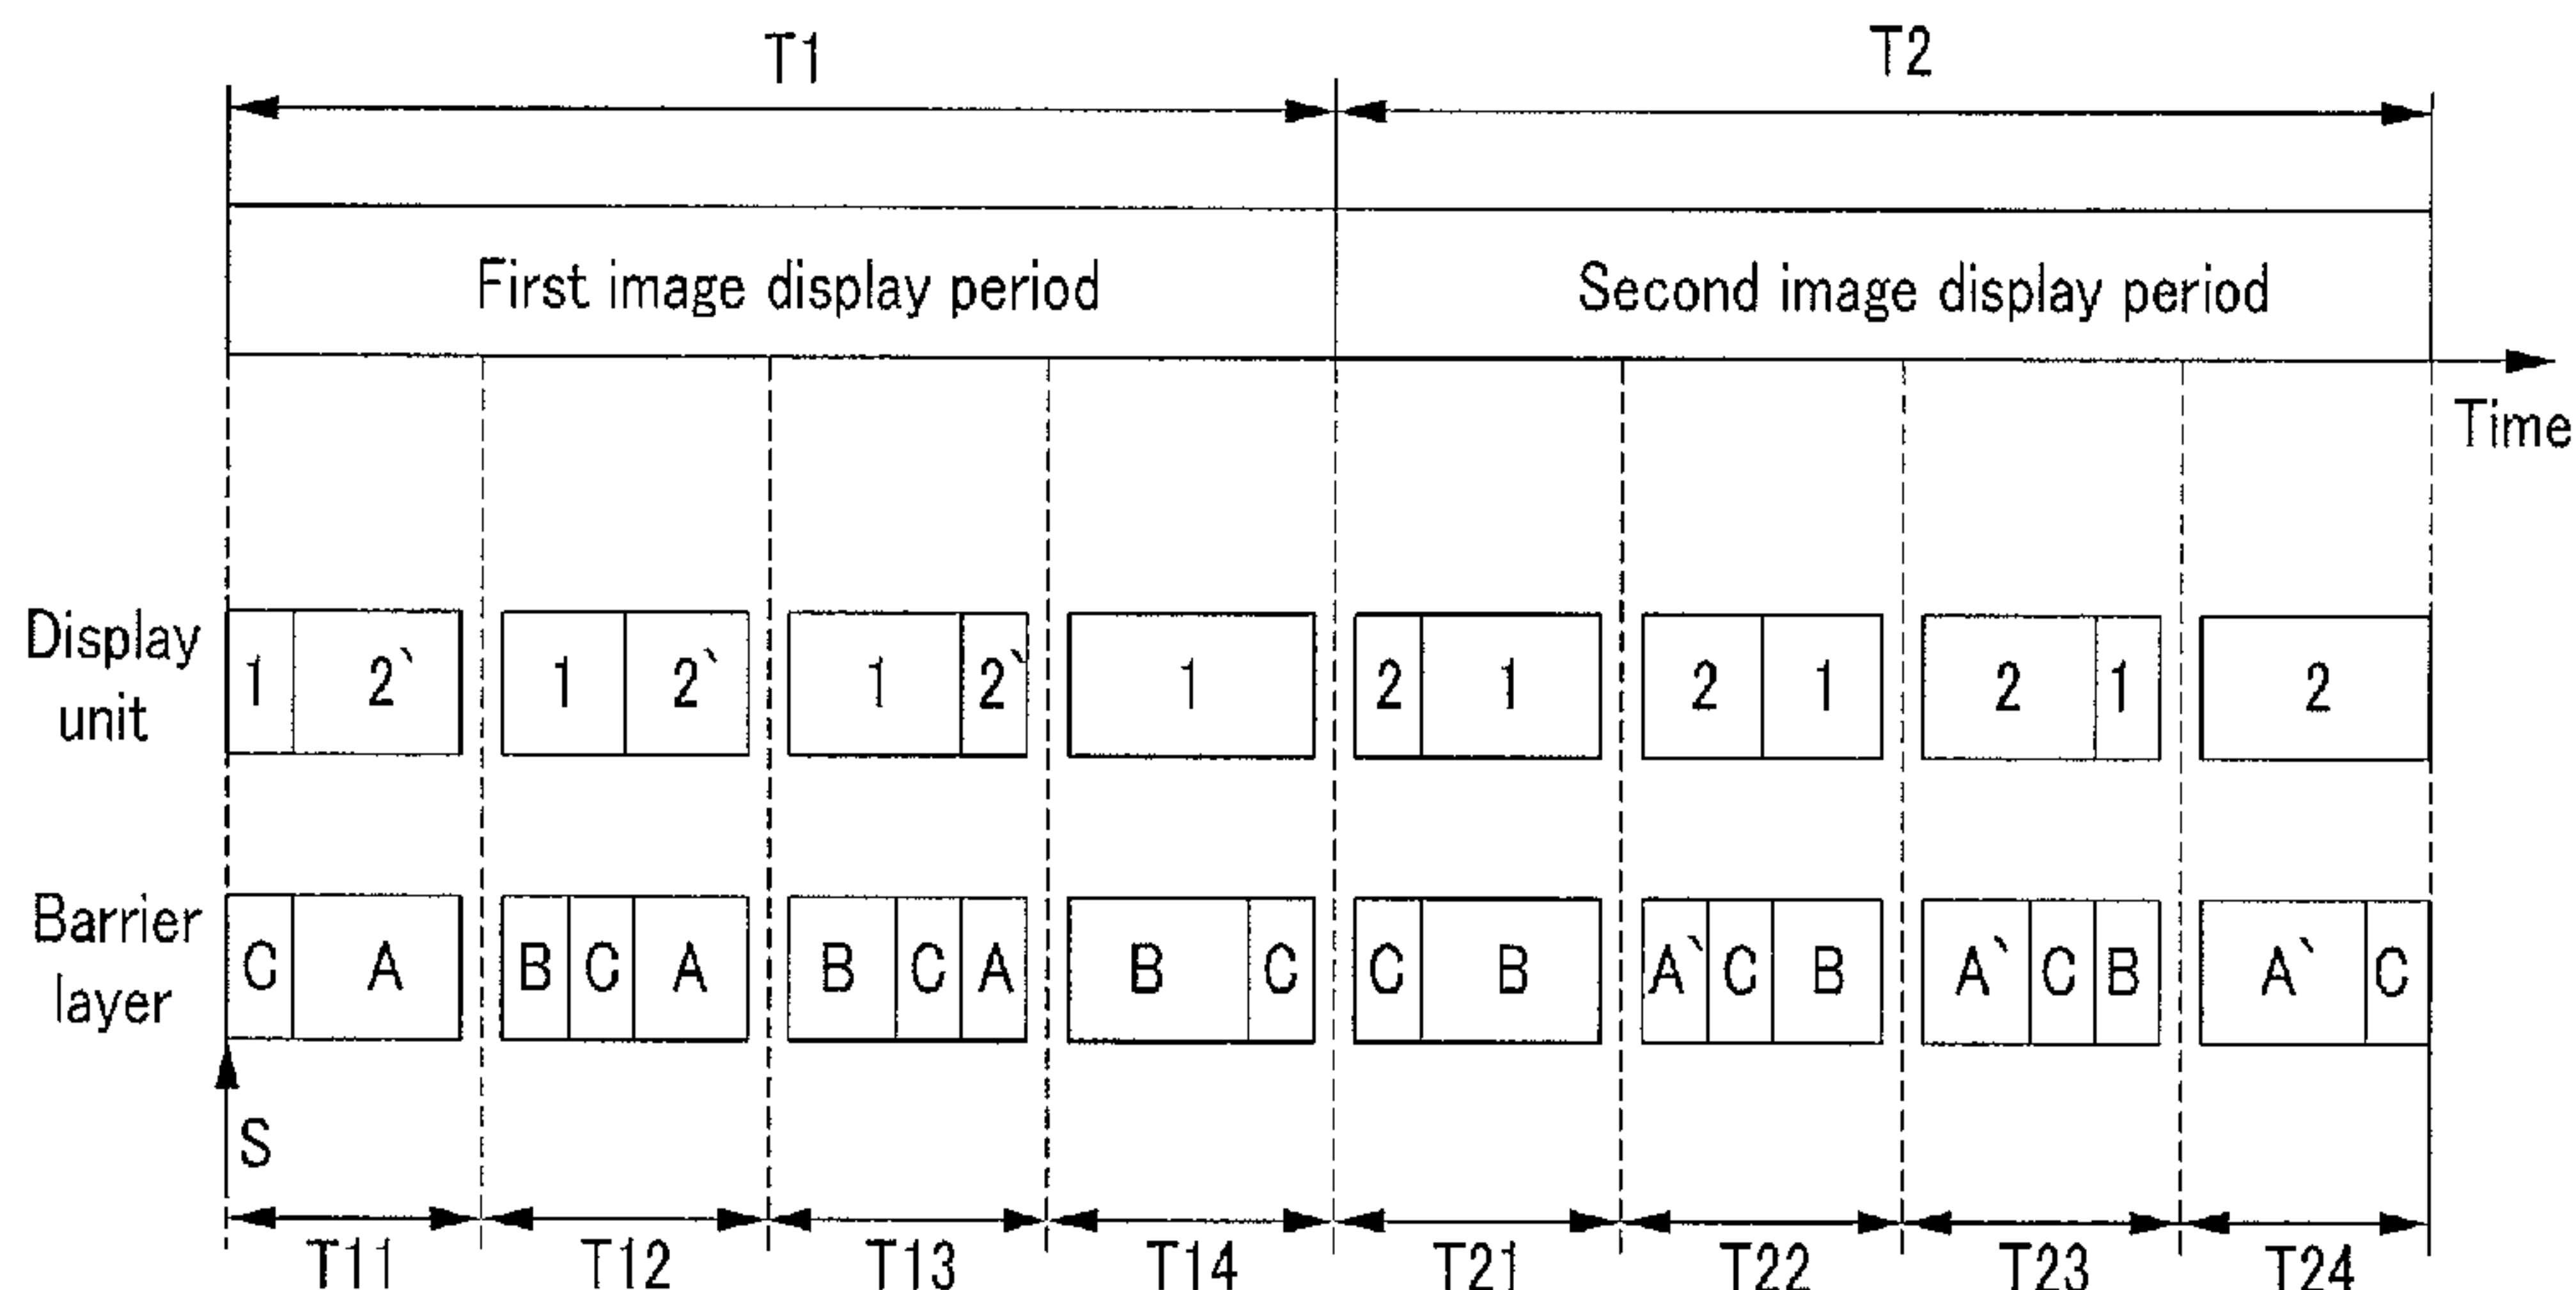 T1 T2
First image display period Second image display period
Time
Display unit
1 2` 1 2` 1 2` 1 2 1 2 1 2 1 2
Barrier layer
C A B C A B C A B C C B A` C B A` C B A` C
S
T11 T12 T13 T14 T21 T22 T23 T24